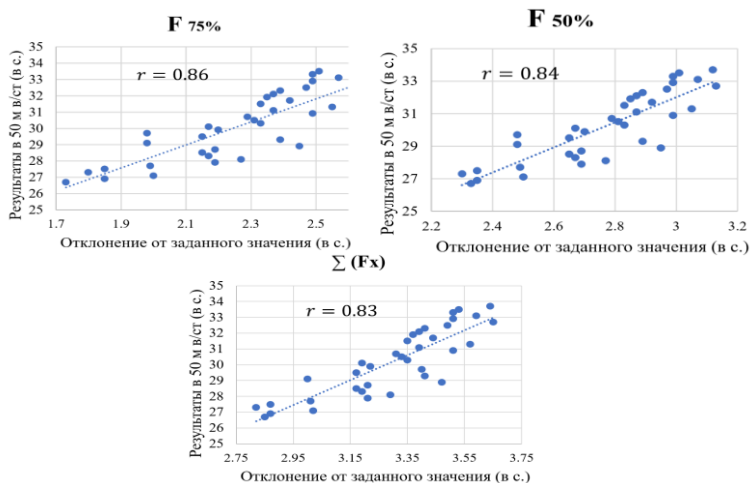 F 75%
Результаты в 50 м в/ст (в с.)
35
34
33
32
31
30
29
28
27
26
25
r = 0.86
1.7 1.9 2.1 2.3 2.5
Отклонение от заданного значения (в с.)
F 50%
Результаты в 50 м в/ст (в с.)
35
33
31
29
27
25
r = 0.84
2.2 2.4 2.6 2.8 3 3.2
Отклонение от заданного значения (в с.)
∑ (Fx)
Результаты в 50 м в/ст (в с.)
35
34
33
32
31
30
29
28
27
26
25
r = 0.83
2.75 2.95 3.15 3.35 3.55 3.75
Отклонение от заданного значения (в с.)